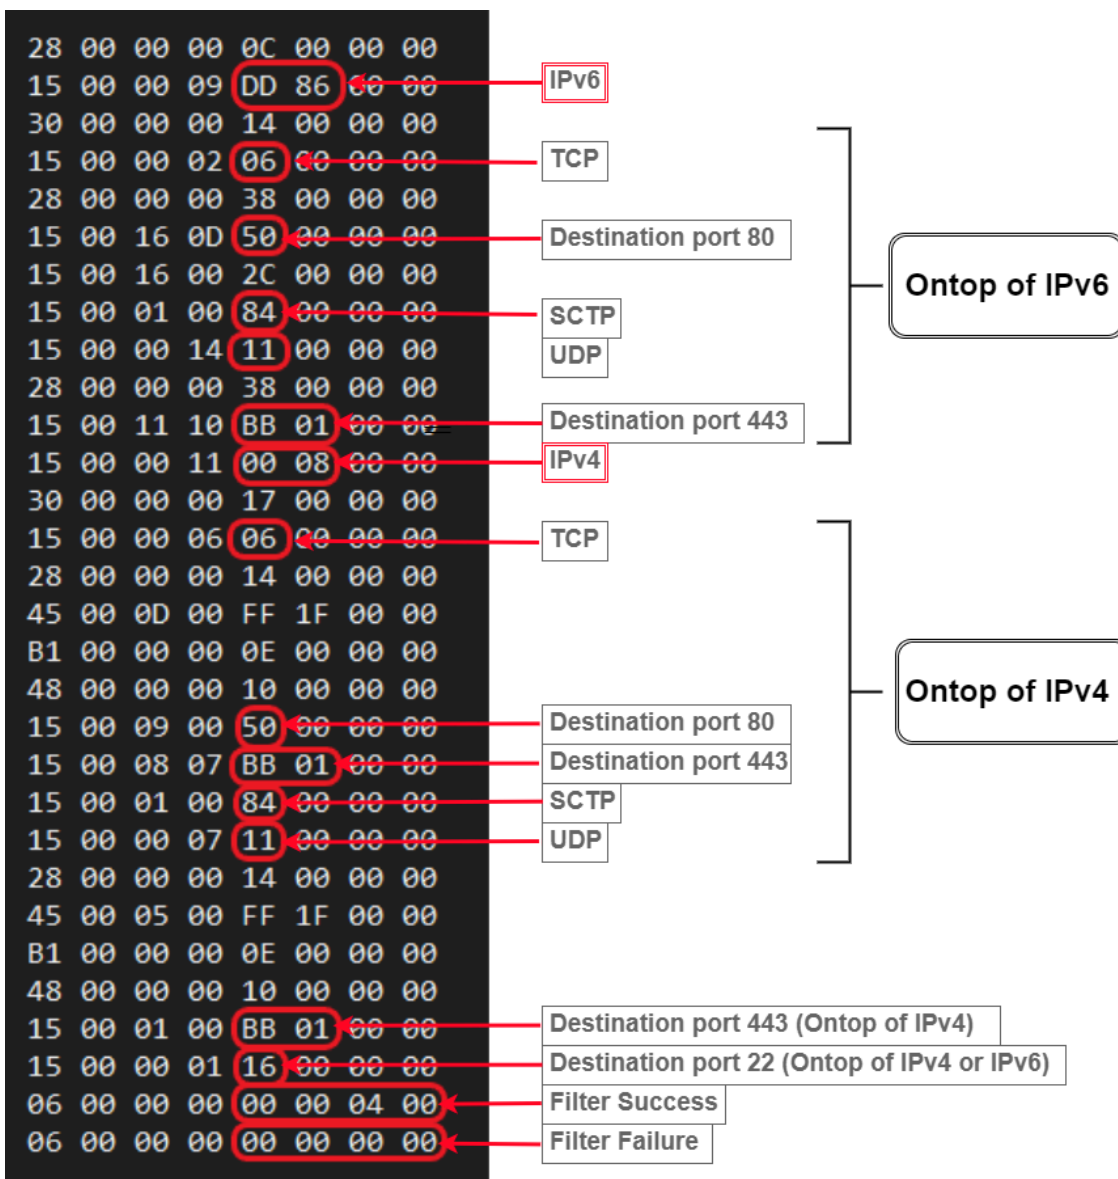 28 00 00 00 0C 00 00 00
15 00 00 09 DD 86 00 00 IPv6
30 00 00 00 14 00 00 00
15 00 00 02 06 00 00 00 TCP
28 00 00 00 38 00 00 00
15 00 16 0D 50 00 00 00 Destination port 80
15 00 16 00 2C 00 00 00
Ontop of IPv6
15 00 01 00 84 00 00 00 SCTP
15 00 00 14 11 00 00 00 UDP
28 00 00 00 38 00 00 00
15 00 11 10 BB 01 00 00 Destination port 443
15 00 00 11 00 08 00 00 IPv4
30 00 00 00 17 00 00 00
15 00 00 06 06 00 00 00 TCP
28 00 00 00 14 00 00 00
45 00 0D 00 FF 1F 00 00
B1 00 00 00 0E 00 00 00
48 00 00 00 10 00 00 00
Ontop of IPv4
15 00 09 00 50 00 00 00 Destination port 80
15 00 08 07 BB 01 00 00 Destination port 443
15 00 01 00 84 00 00 00 SCTP
15 00 00 07 11 00 00 00 UDP
28 00 00 00 14 00 00 00
45 00 05 00 FF 1F 00 00
B1 00 00 00 0E 00 00 00
48 00 00 00 10 00 00 00
15 00 01 00 BB 01 00 00 Destination port 443 (Ontop of IPv4)
15 00 00 01 16 00 00 00 Destination port 22 (Ontop of IPv4 or IPv6)
06 00 00 00 00 00 04 00 Filter Success
06 00 00 00 00 00 00 00 Filter Failure